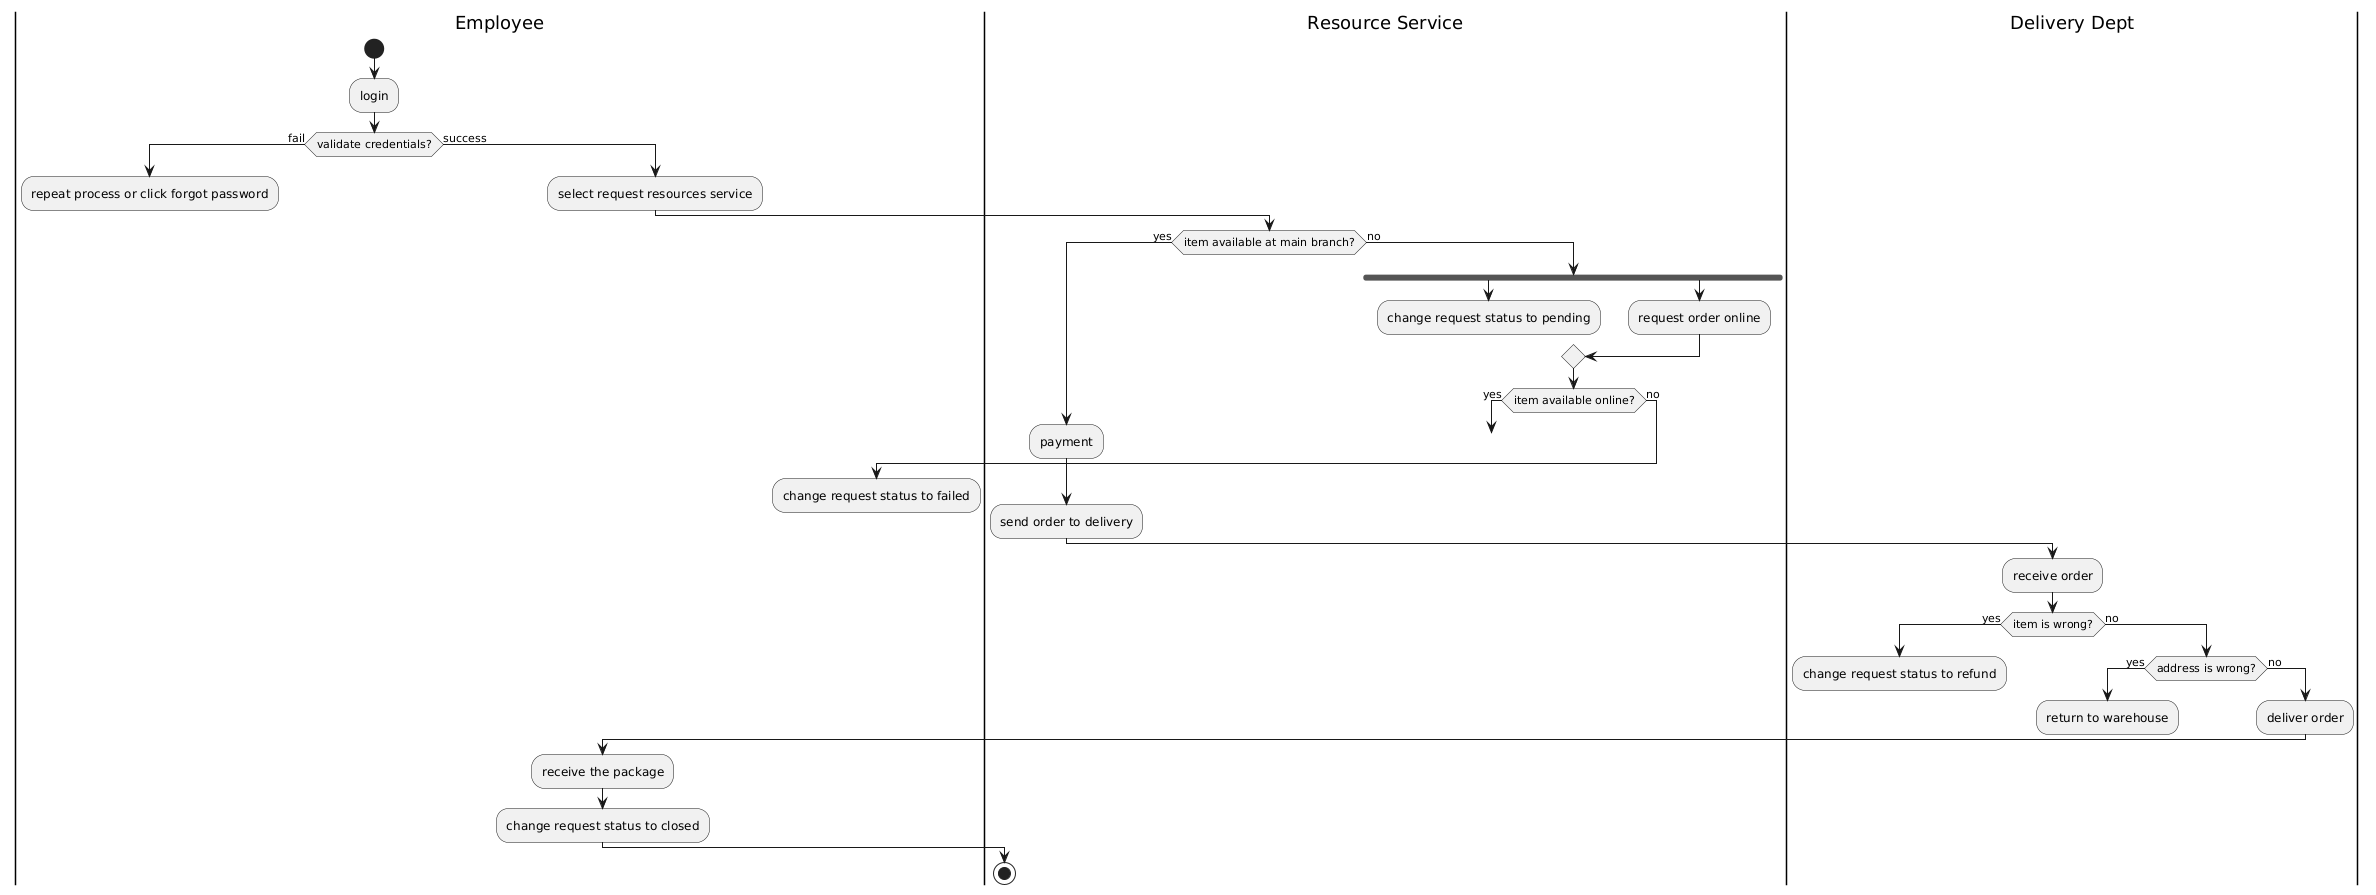 Employee
Resource Service
Delivery Dept
login
fail
validate credentials?
success
repeat process or click forgot password
select request resources service
yes
item available at main branch?
no
change request status to pending
request order online
yes
item available online?
no
payment
change request status to failed
send order to delivery
receive order
yes
item is wrong?
no
change request status to refund
yes
address is wrong?
no
return to warehouse
deliver order
receive the package
change request status to closed